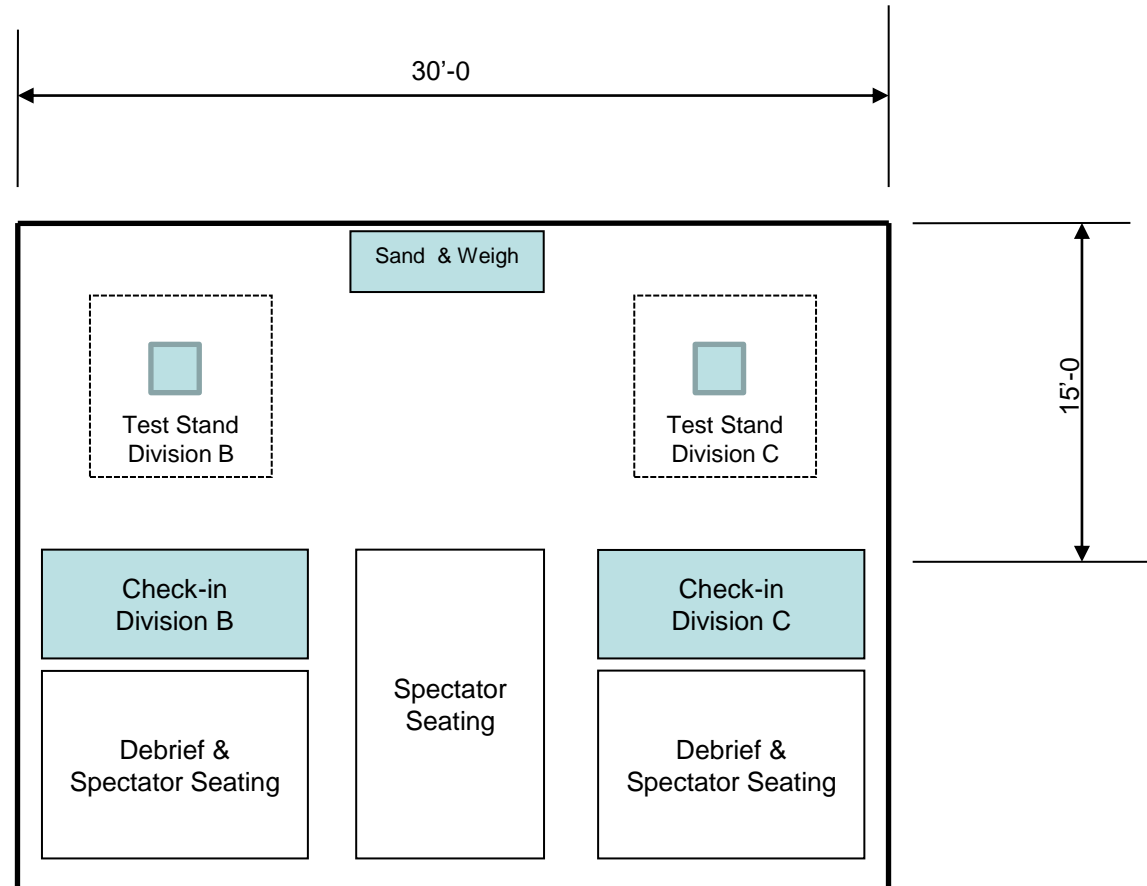 30’-0
Sand & Weigh
15’-0
Test Stand
Division B
Test Stand
Division C
Check-in
Division B
Check-in
Division C
Spectator
Seating
Debrief &
Spectator Seating
Debrief &
Spectator Seating